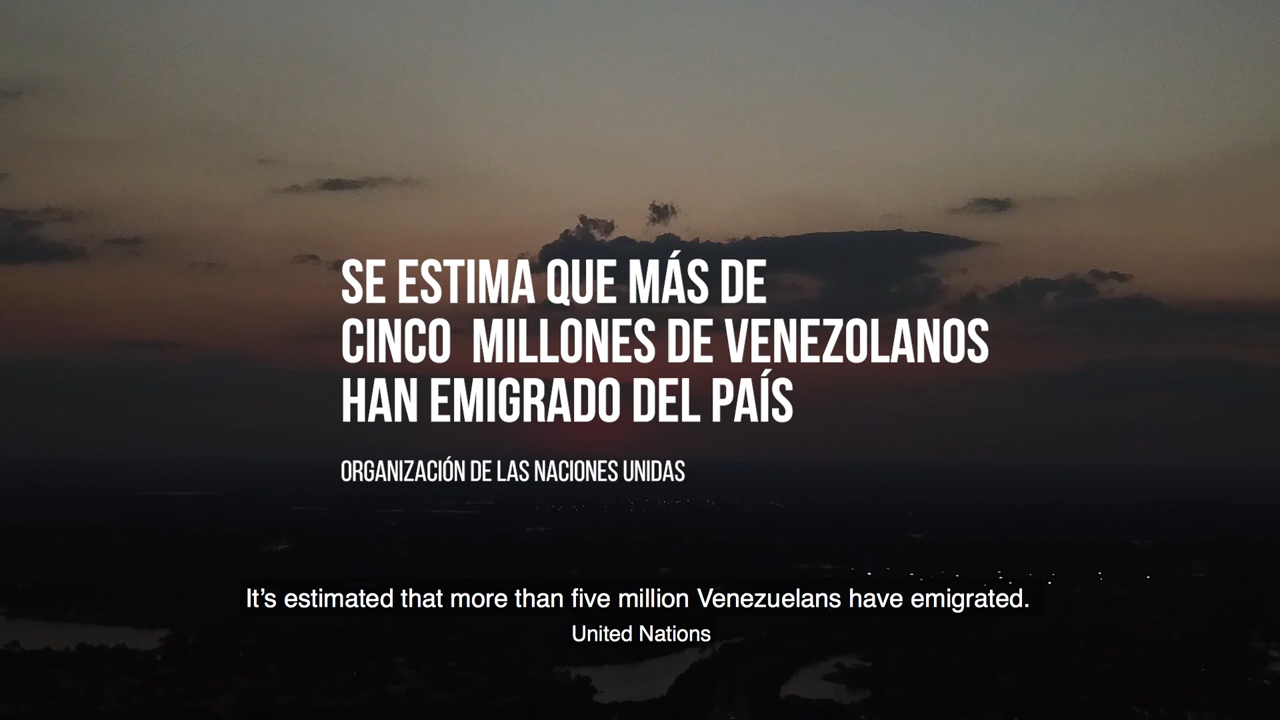 SE ESTIMA QUE MÁS DE
CINCO MILLONES DE VENEZOLANOS
HAN EMIGRADO DEL PAÍS
ORGANIZACIÓN DE LAS NACIONES UNIDAS
It's estimated that more than five million Venezuelans have emigrated.
United Nations